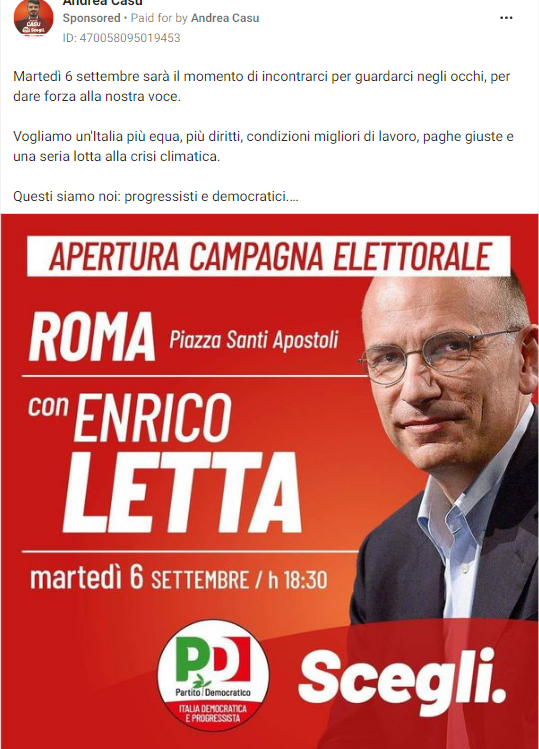 Andrea Casu
Sponsored • Paid for by Andrea Casu
ID: 470058095019453
CASU
Scegli.
Martedì 6 settembre sarà il momento di incontrarci per guardarci negli occhi, per
dare forza alla nostra voce.
Vogliamo un'Italia più equa, più diritti, condizioni migliori di lavoro, paghe giuste e
una seria lotta alla crisi climatica.
Questi siamo noi: progressisti e democratici....
APERTURA CAMPAGNA ELETTORALE
ROMA Piazza Santi Apostoli
con ENRICO
LETTA
martedì 6 SETTEMBRE / h 18:30
PD
Partito Democratico
ITALIA DEMOCRATICA
E PROGRESSISTA
Scegli.